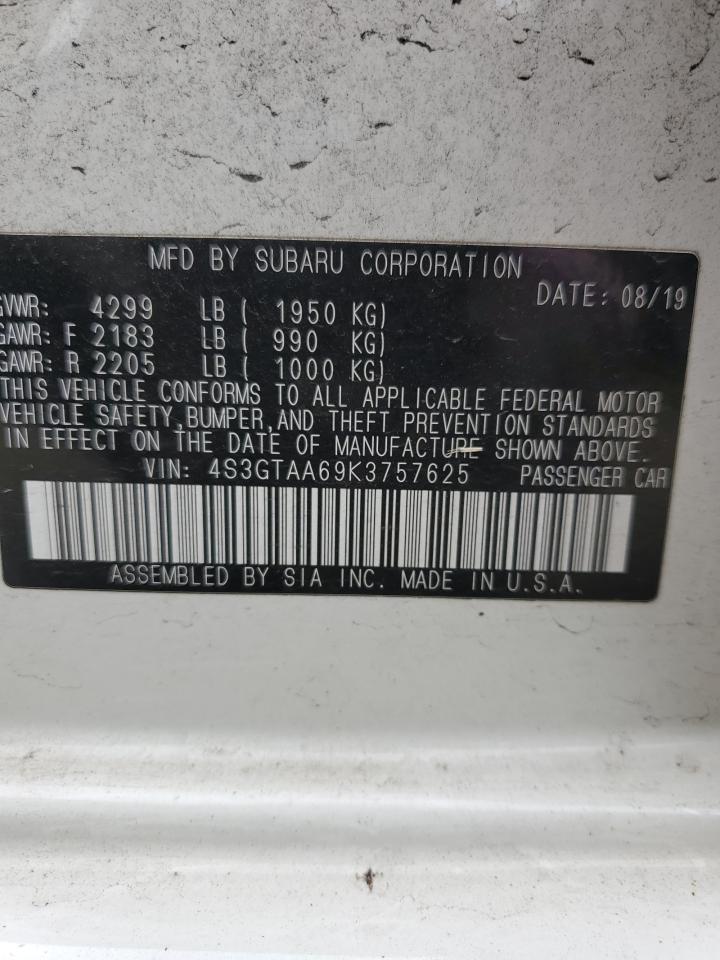 MFD BY SUBARU CORPORATION
DATE: 08/19
GVWR: 4299 LB ( 1950 KG)
GAWR: F 2183 LB ( 990 KG)
GAWR: R 2205 LB ( 1000 KG)
THIS VEHICLE CONFORMS TO ALL APPLICABLE FEDERAL MOTOR
VEHICLE SAFETY, BUMPER, AND THEFT PREVENTION STANDARDS
IN EFFECT ON THE DATE OF MANUFACTURE SHOWN ABOVE.
VIN: 4S3GTAA69K3757625 PASSENGER CAR
ASSEMBLED BY SIA INC. MADE IN U.S.A.